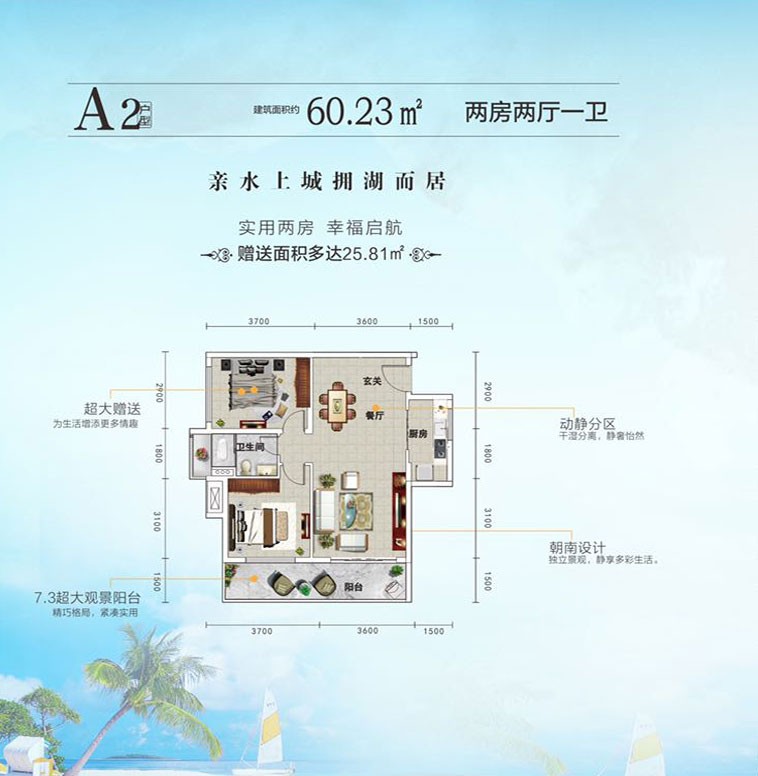 A2户型 建筑面积约 60.23㎡ 两房两厅一卫
亲水上城拥湖而居
实用两房 幸福启航
赠送面积多达25.81㎡
3700 3600 1500
2900
1800
3100
1500
2900
1800
3100
1500
玄关
餐厅
厨房
卫生间
阳台
超大赠送
为生活增添更多情趣
动静分区
干湿分离，静奢怡然
朝南设计
独立景观，静享多彩生活。
7.3超大观景阳台
精巧格局，紧凑实用
3700 3600 1500